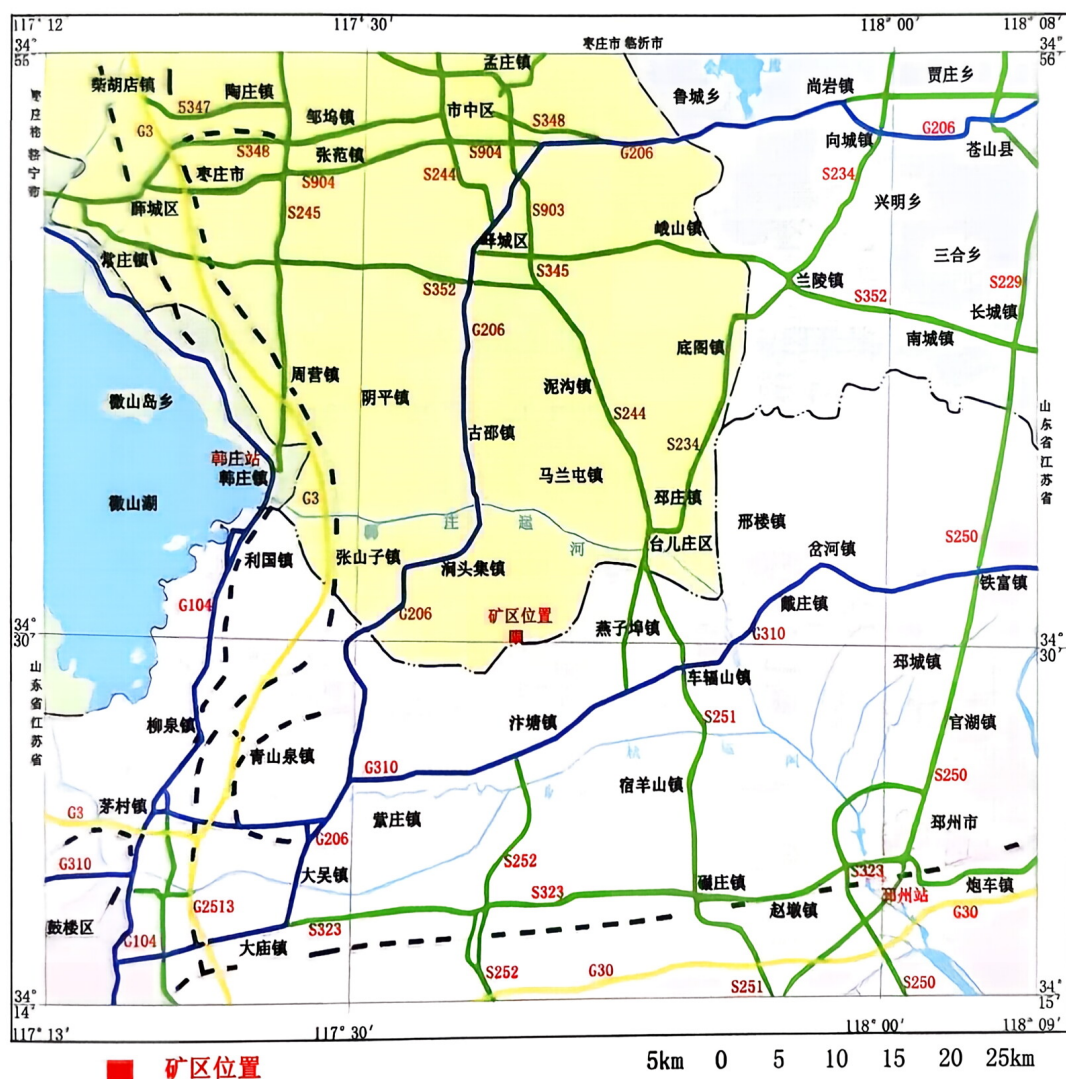 117° 12
117° 30
118° 00
118° 08
34°
56
枣庄市 临沂市
34
56
柴胡店镇
陶庄镇
孟庄镇
鲁城乡
尚岩镇
贾庄乡
S347
G3
邹坞镇
市中区
S348
G206
向城镇
S348
张范镇
S904
G206
苍山县
枣庄市
S904
S244
S234
薛城区
S245
S903
兴明乡
峨山镇
峄城区
常庄镇
三合乡
S345
S352
兰陵镇
S352
S229
长城镇
G206
南城镇
底阁镇
周营镇
泥沟镇
微山岛乡
阴平镇
山东省江苏省
S244
古邵镇
S234
韩庄站
韩庄镇
马兰屯镇
微山湖
G3
邳庄镇
邢楼镇
韩庄运河
S250
台儿庄区
岔河镇
利国镇
张山子镇
涧头集镇
铁富镇
G104
G206
矿区位置
戴庄镇
燕子埠镇
G310
34°
30
34°
30
山东省江苏省
邳城镇
车辐山镇
柳泉镇
汴塘镇
S251
官湖镇
青山泉镇
G310
宿羊山镇
S250
G3
茅村镇
紫庄镇
邳州市
G206
G310
S252
大吴镇
S323
S323
碾庄镇
炮车镇
G2513
邳州站
赵墩镇
G30
鼓楼区
S323
G104
大庙镇
S252
G30
S251
S250
34°
14
34°
15
117° 13
117° 30
118° 00
118° 09
矿区位置
5km 0 5 10 15 20 25km